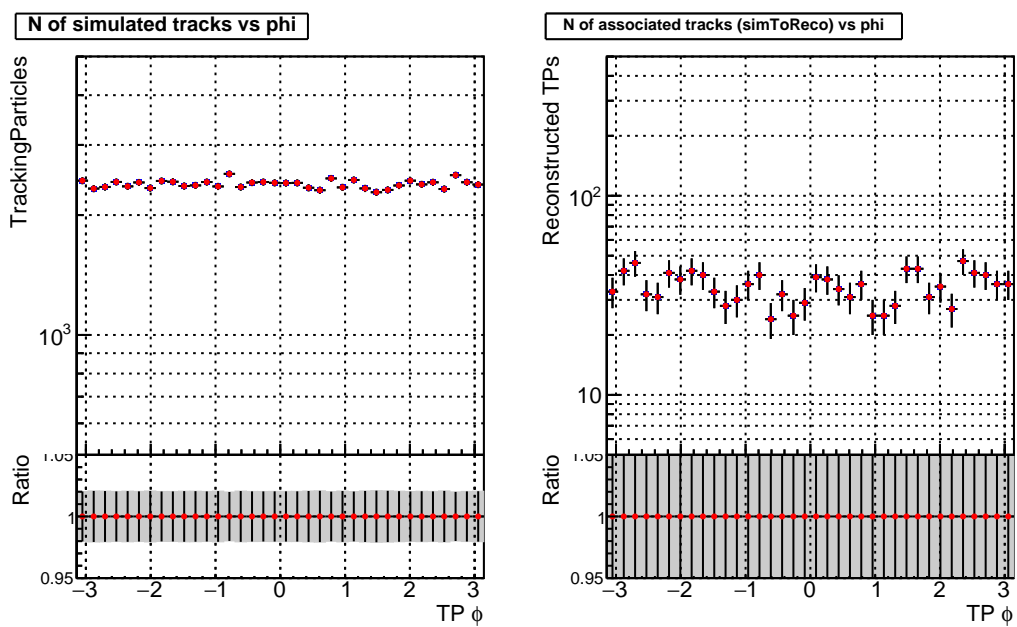 N of simulated tracks vs phi
TrackingParticles
10³
1.05
Ratio
1
0.95
−3 −2 −1 0 1 2 3
TP ϕ
N of associated tracks (simToReco) vs phi
Reconstructed TPs
10²
10
1.05
Ratio
1
0.95
−3 −2 −1 0 1 2 3
TP ϕ